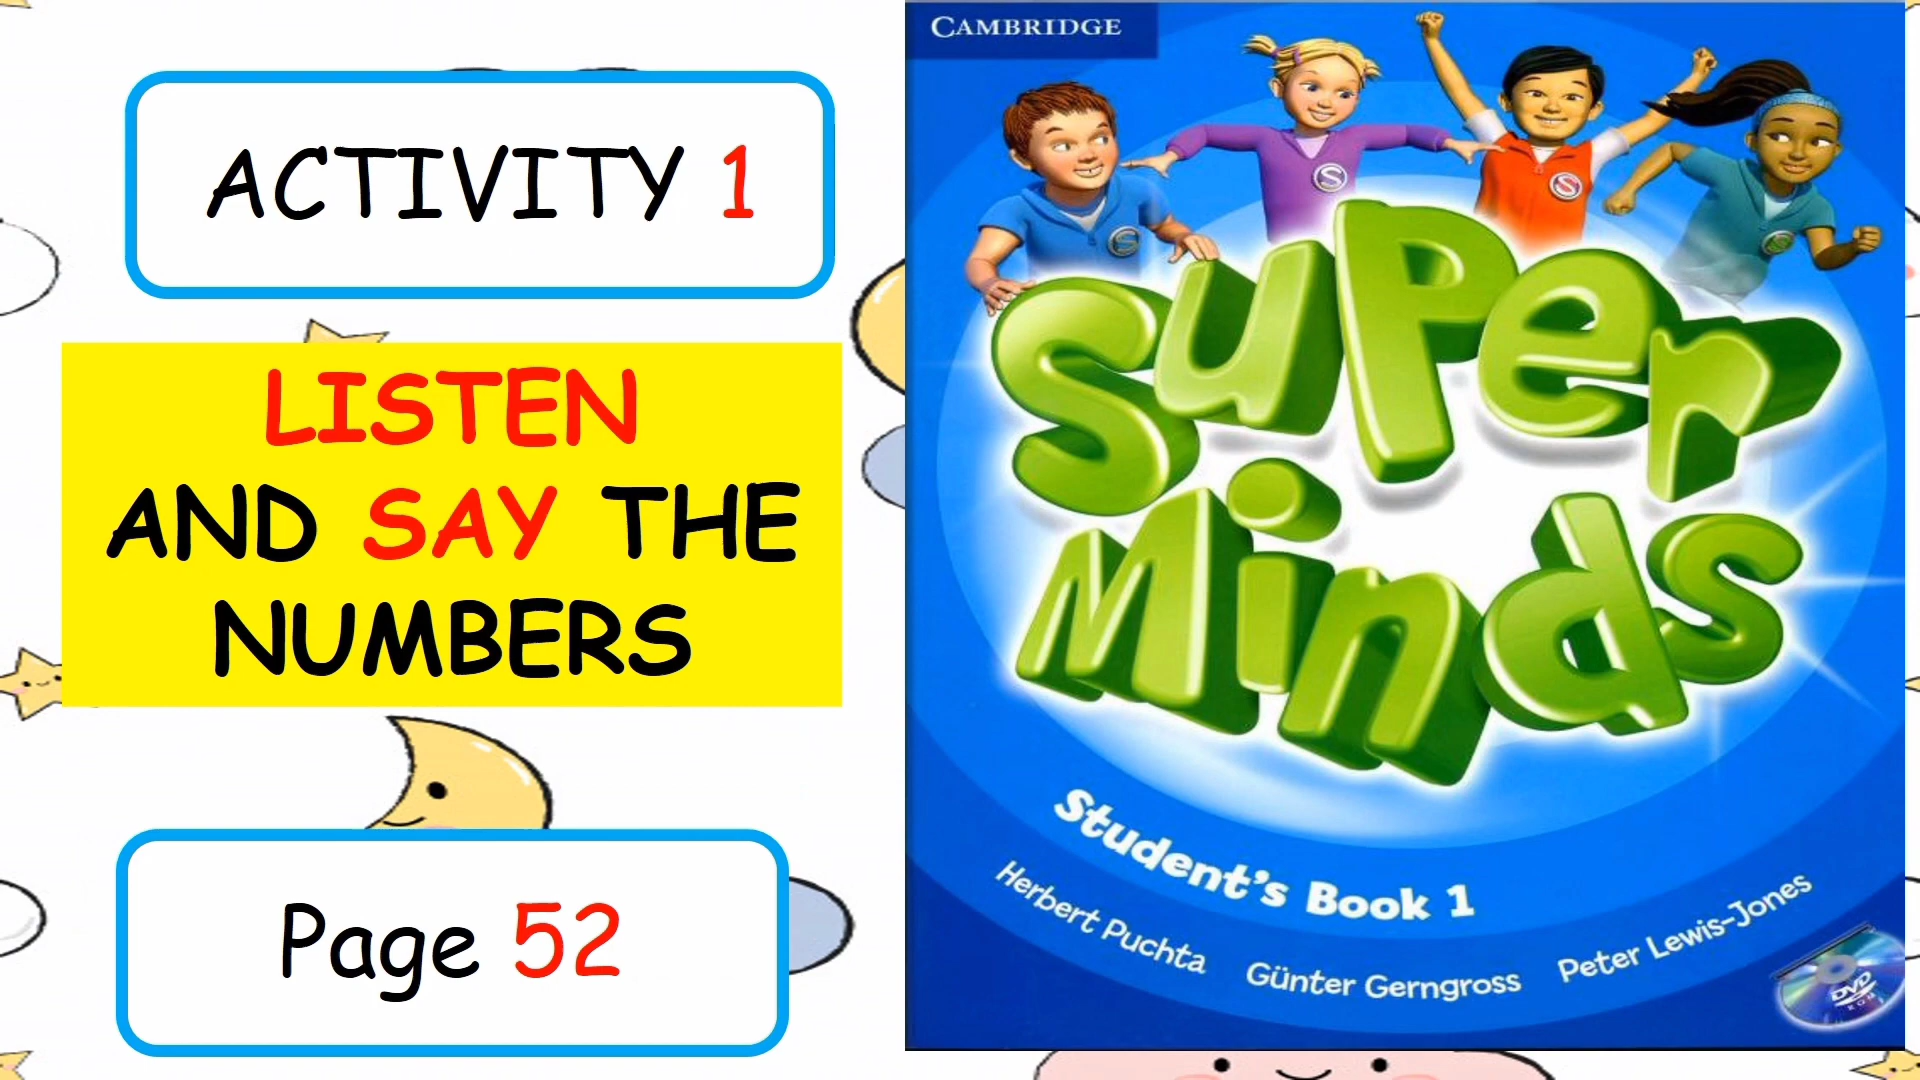 ACTIVITY 1
LISTEN
AND SAY THE
NUMBERS
Page 52
CAMBRIDGE
Super
Minds
Student's Book 1
Herbert Puchta Günter Gerngross Peter Lewis-Jones
DVD
ROM